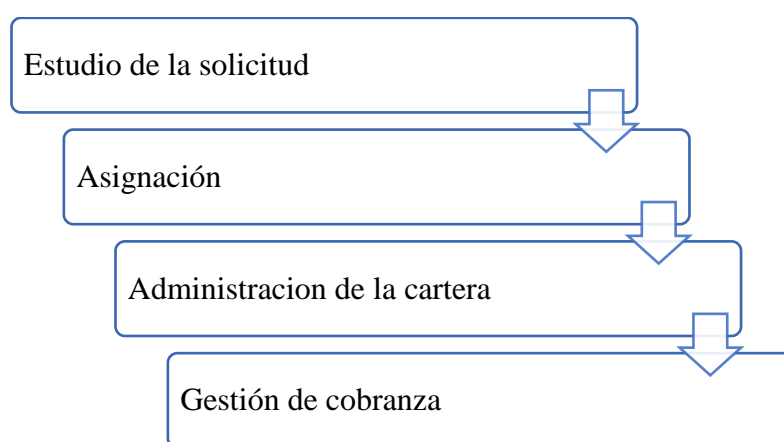 Estudio de la solicitud
Asignación
Administracion de la cartera
Gestión de cobranza